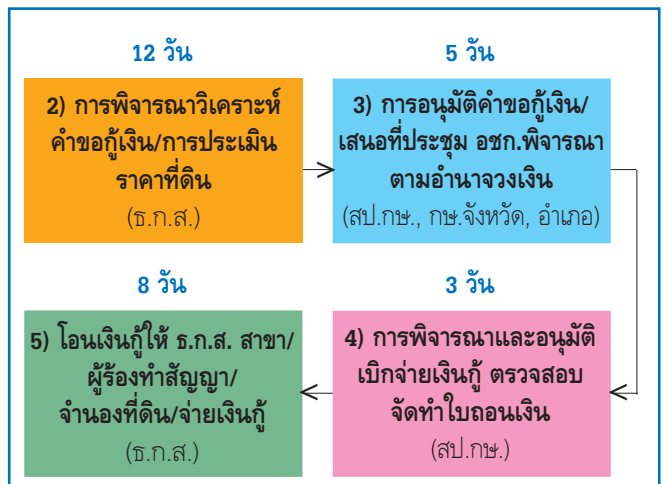 12 วัน
2) การพิจารณาวิเคราะห์
คำขอกู้เงิน/การประเมิน
ราคาที่ดิน
(ธ.ก.ส.)
5 วัน
3) การอนุมัติคำขอกู้เงิน/
เสนอที่ประชุม อชก.พิจารณา
ตามอำนาจวงเงิน
(สป.กษ., กษ.จังหวัด, อำเภอ)
3 วัน
4) การพิจารณาและอนุมัติ
เบิกจ่ายเงินกู้ ตรวจสอบ
จัดทำใบถอนเงิน
(สป.กษ.)
8 วัน
5) โอนเงินกู้ให้ ธ.ก.ส. สาขา/
ผู้ร้องทำสัญญา/
จำนองที่ดิน/จ่ายเงินกู้
(ธ.ก.ส.)